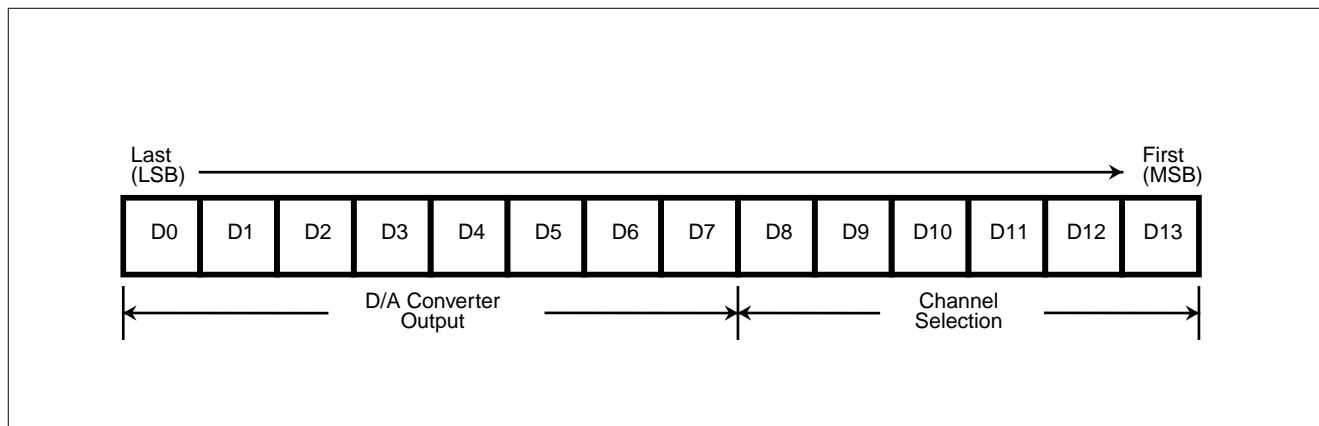 Last
(LSB)
First
(MSB)
D0 D1 D2 D3 D4 D5 D6 D7 D8 D9 D10 D11 D12 D13
D/A Converter
Output
Channel
Selection